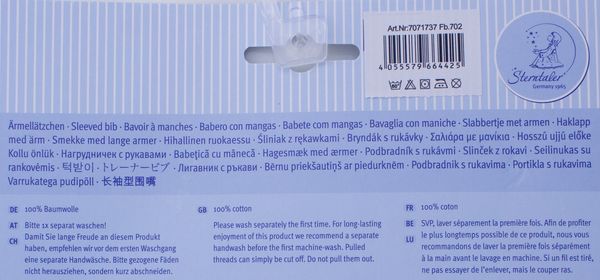 Art.Nr:7071737 Fb.702
4 055579 664425
Sterntaler
Germany 1965
Ärmellätzchen · Sleeved bib · Bavoir à manches · Babero con mangas · Babete com mangas · Bavaglia con maniche · Slabbertje met armen · Haklapp
med ärm · Smekke med lange armer · Hihallinen ruokaessu · Śliniak z rękawkami · Bryndák s rukávky · Σαλιάρα με μανίκια · Hosszú ujjú előke
Kollu önlük · Нагрудничек с рукавами · Babețică cu mânecă · Hagesmæk med ærmer · Podbradník s rukávmi · Slinček z rokavi · Seilinukas su
rankovėmis · 턱받이 · トレーナービブ · Лигавник с ръкави · Bērnu priekšautiņš ar piedurknēm · Podbradnik s rukavima · Portikla s rukavima
Varrukatega pudipõll · 长袖型围嘴
DE 100% Baumwolle
AT Bitte 1x separat waschen!
CH Damit Sie lange Freude an diesem Produkt
haben, empfehlen wir vor dem ersten Waschgang
eine separate Handwäsche. Bitte gezogene Fäden
nicht herausziehen, sondern kurz abschneiden.
GB 100% cotton
Please wash separately the first time. For long-lasting
enjoyment of this product we recommend a separate
handwash before the first machine-wash. Pulled
threads can simply be cut off. Do not pull them out.
FR 100% coton
BE SVP, laver séparement la première fois. Afin de profiter
LU le plus longtemps possible de ce produit, nous vous
recommandons de laver la première fois séparément
à la main avant le lavage en machine. Si un fil est tiré,
ne pas essayer de l'enlever, mais le couper.